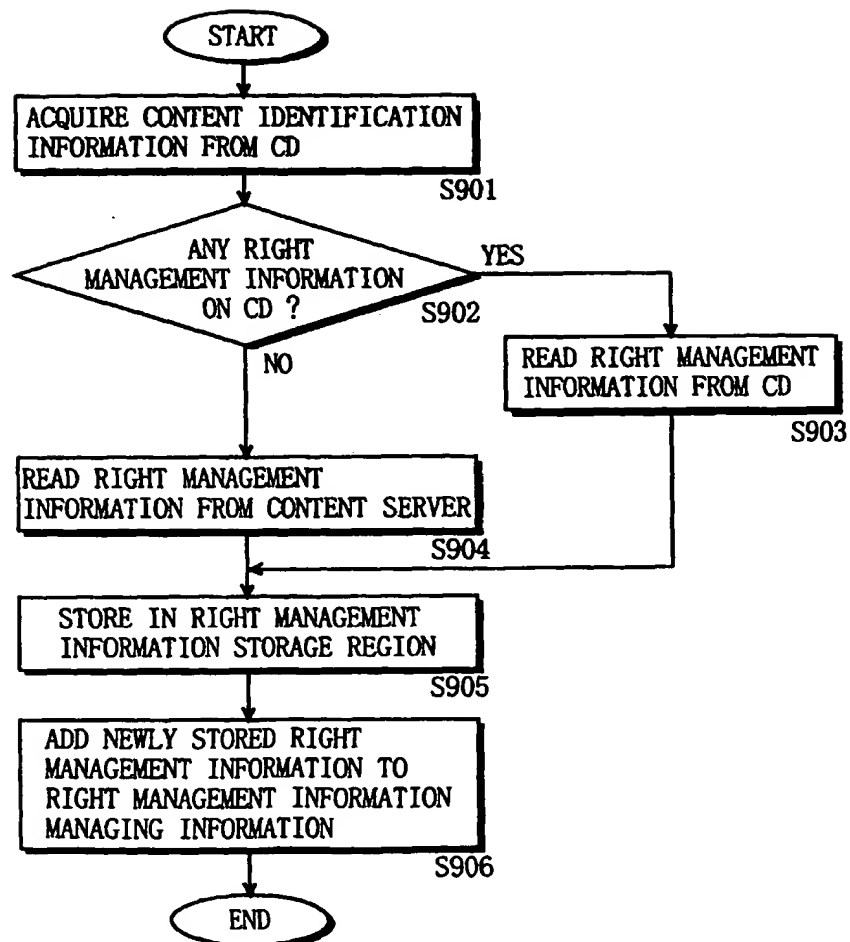 START
ACQUIRE CONTENT IDENTIFICATION
INFORMATION FROM CD
S901
ANY RIGHT
MANAGEMENT INFORMATION
ON CD ?
S902
YES
NO
READ RIGHT MANAGEMENT
INFORMATION FROM CD
S903
READ RIGHT MANAGEMENT
INFORMATION FROM CONTENT SERVER
S904
STORE IN RIGHT MANAGEMENT
INFORMATION STORAGE REGION
S905
ADD NEWLY STORED RIGHT
MANAGEMENT INFORMATION TO
RIGHT MANAGEMENT INFORMATION
MANAGING INFORMATION
S906
END